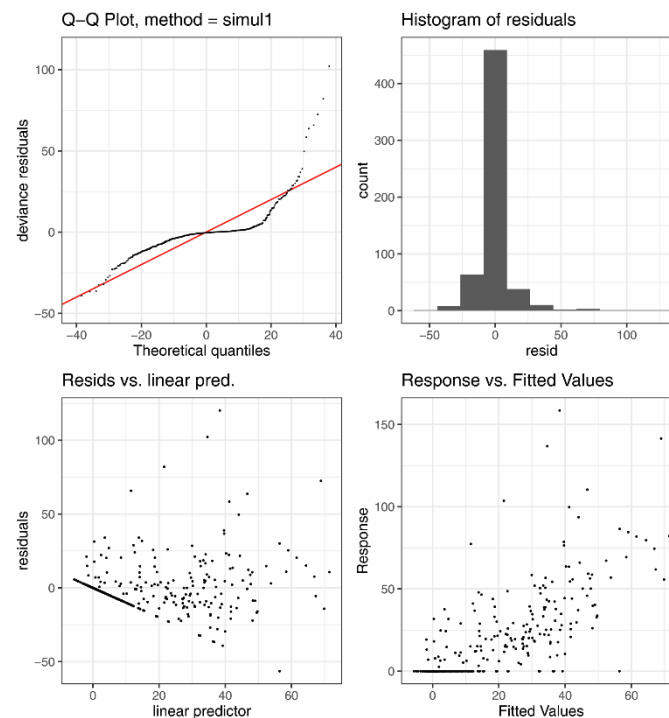 Q−Q Plot, method = simul1
deviance residuals
100
50
0
−50
−40 −20 0 20 40
Theoretical quantiles
Histogram of residuals
count
400
300
200
100
0
−50 0 50 100
resid
Resids vs. linear pred.
residuals
100
50
0
−50
0 20 40 60
linear predictor
Response vs. Fitted Values
Response
150
100
50
0
0 20 40 60
Fitted Values